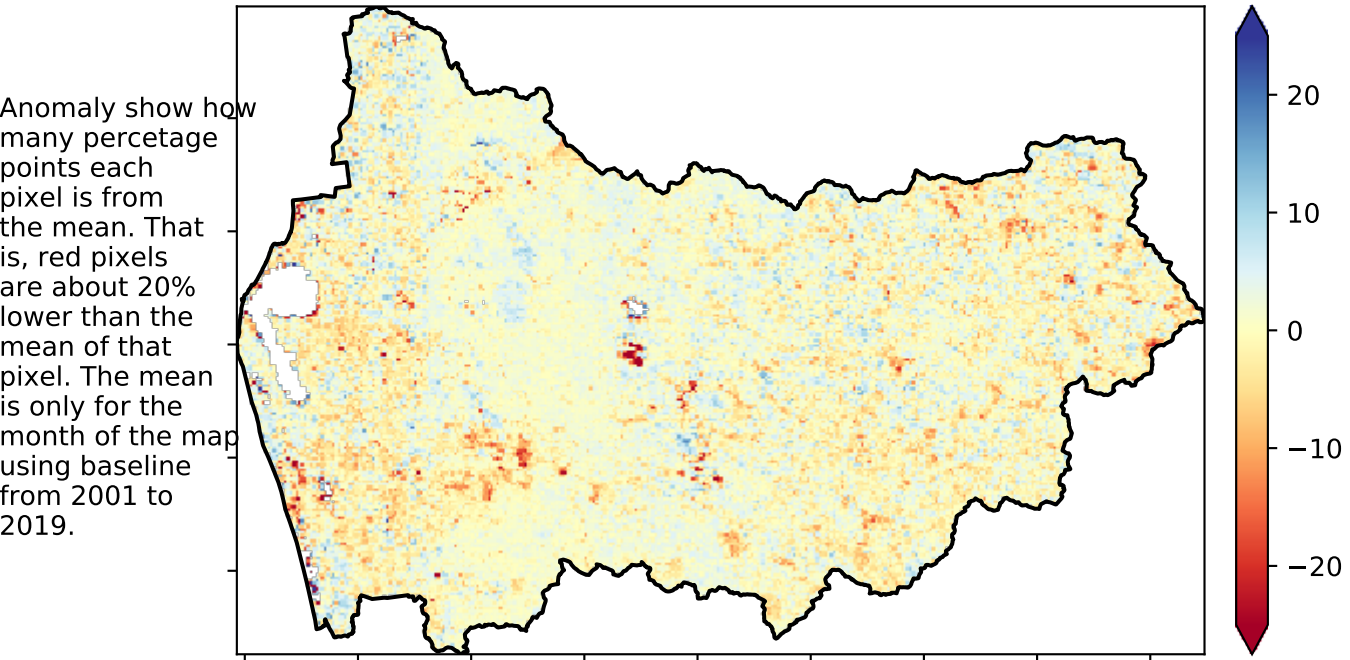 Anomaly show how
many percetage
points each
pixel is from
the mean. That
is, red pixels
are about 20%
lower than the
mean of that
pixel. The mean
is only for the
month of the map
using baseline
from 2001 to
2019.
20
10
0
−10
−20